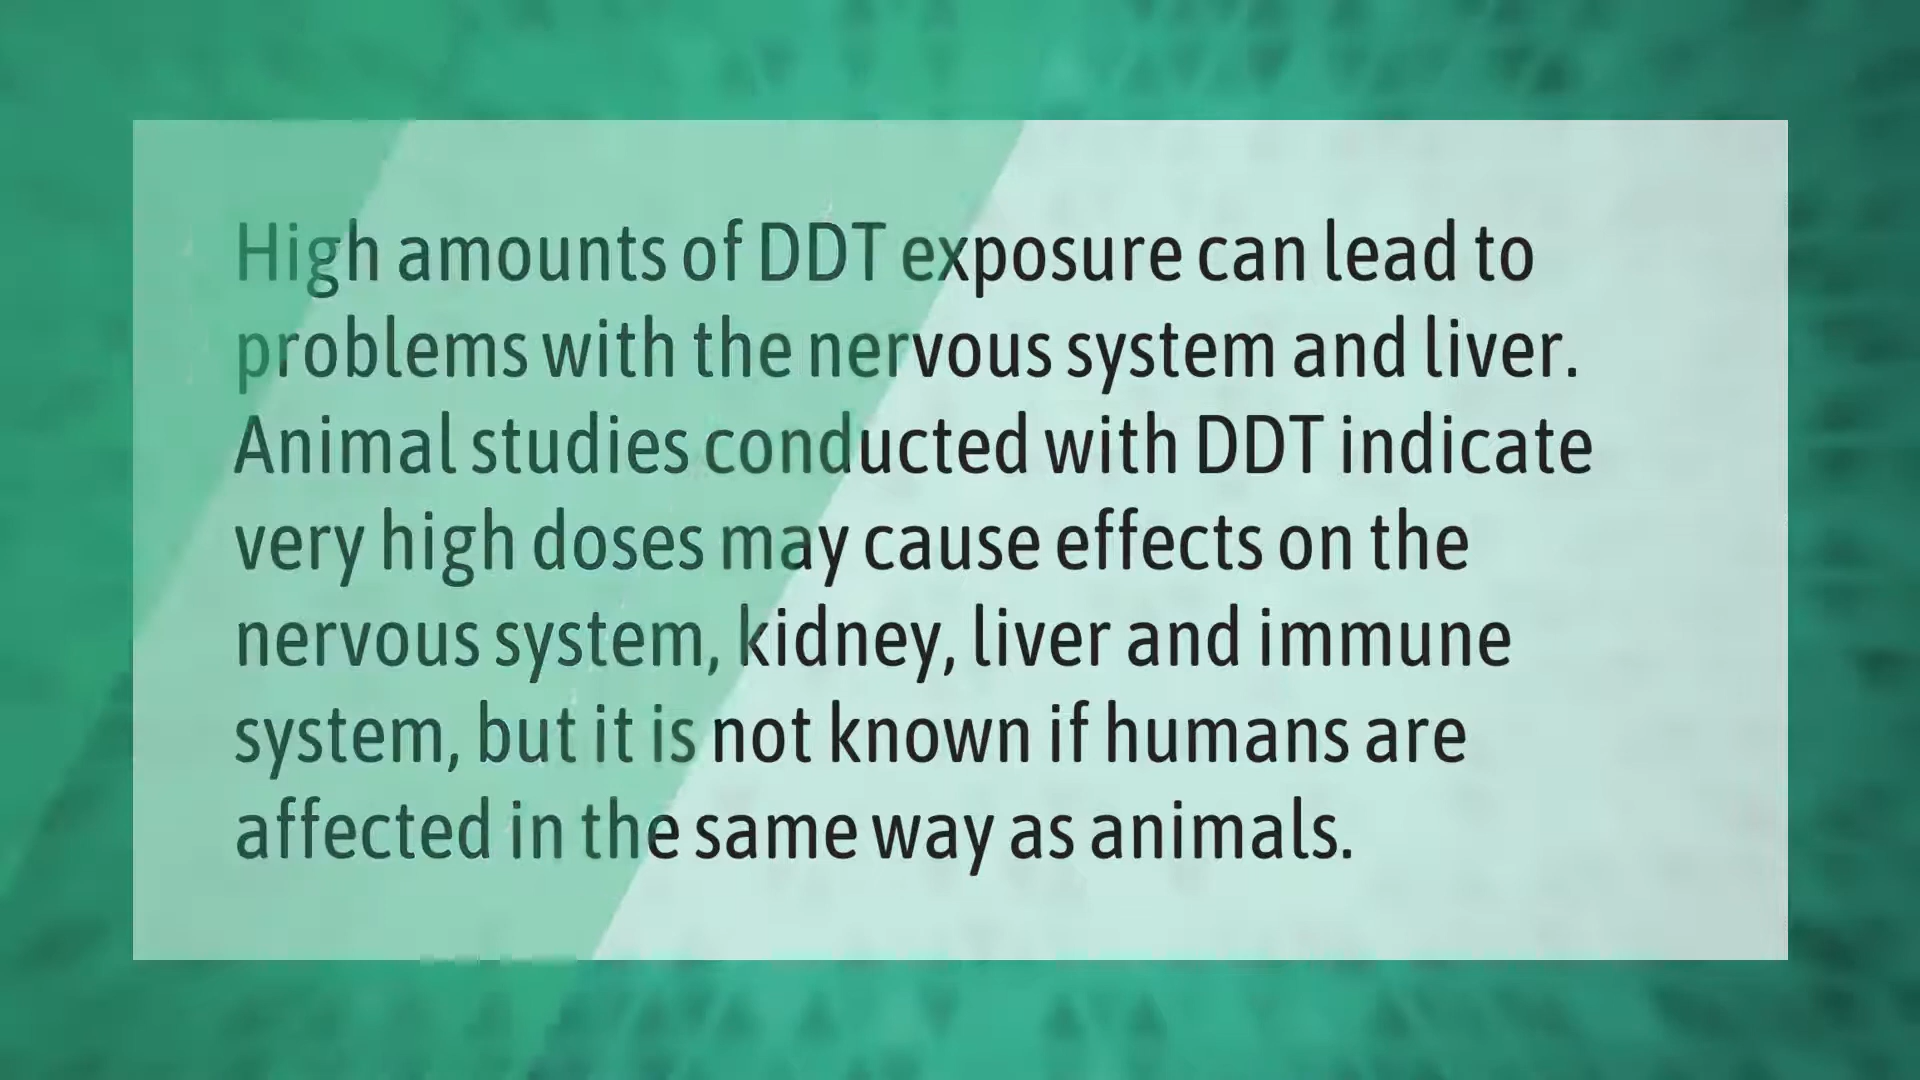 High amounts of DDT exposure can lead to
problems with the nervous system and liver.
Animal studies conducted with DDT indicate
very high doses may cause effects on the
nervous system, kidney, liver and immune
system, but it is not known if humans are
affected in the same way as animals.